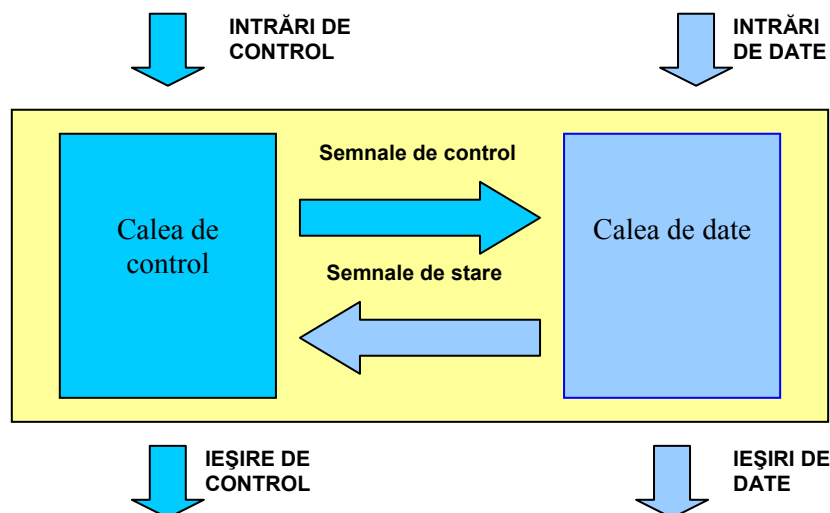 INTRĂRI DE
CONTROL
INTRĂRI
DE DATE
Semnale de control
Calea de
control
Calea de date
Semnale de stare
IEŞIRE DE
CONTROL
IEŞIRI DE
DATE